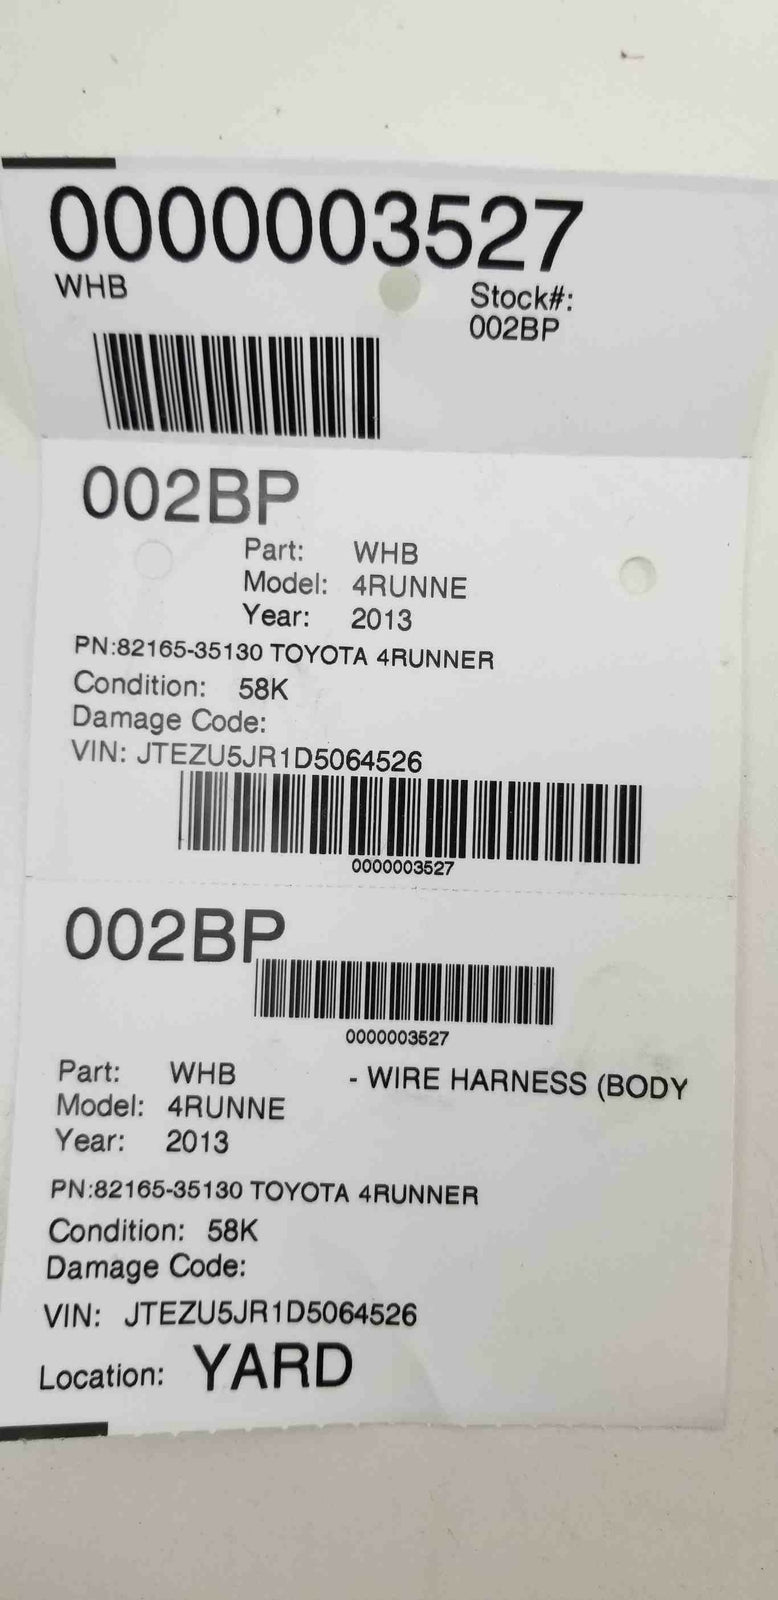 0000003527
WHB
Stock#:
002BP
002BP
Part: WHB
Model: 4RUNNE
Year: 2013
PN:82165-35130 TOYOTA 4RUNNER
Condition: 58K
Damage Code:
VIN: JTEZU5JR1D5064526
0000003527
002BP
0000003527
Part: WHB - WIRE HARNESS (BODY
Model: 4RUNNE
Year: 2013
PN:82165-35130 TOYOTA 4RUNNER
Condition: 58K
Damage Code:
VIN: JTEZU5JR1D5064526
Location: YARD